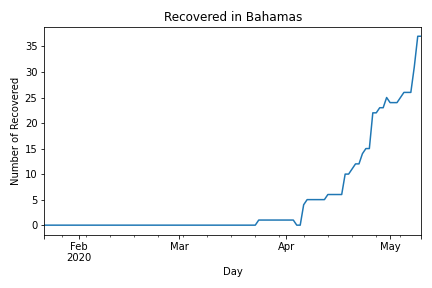 Recovered in Bahamas
Number of Recovered
35
30
25
20
15
10
5
0
Feb
2020
Mar
Apr
May
Day